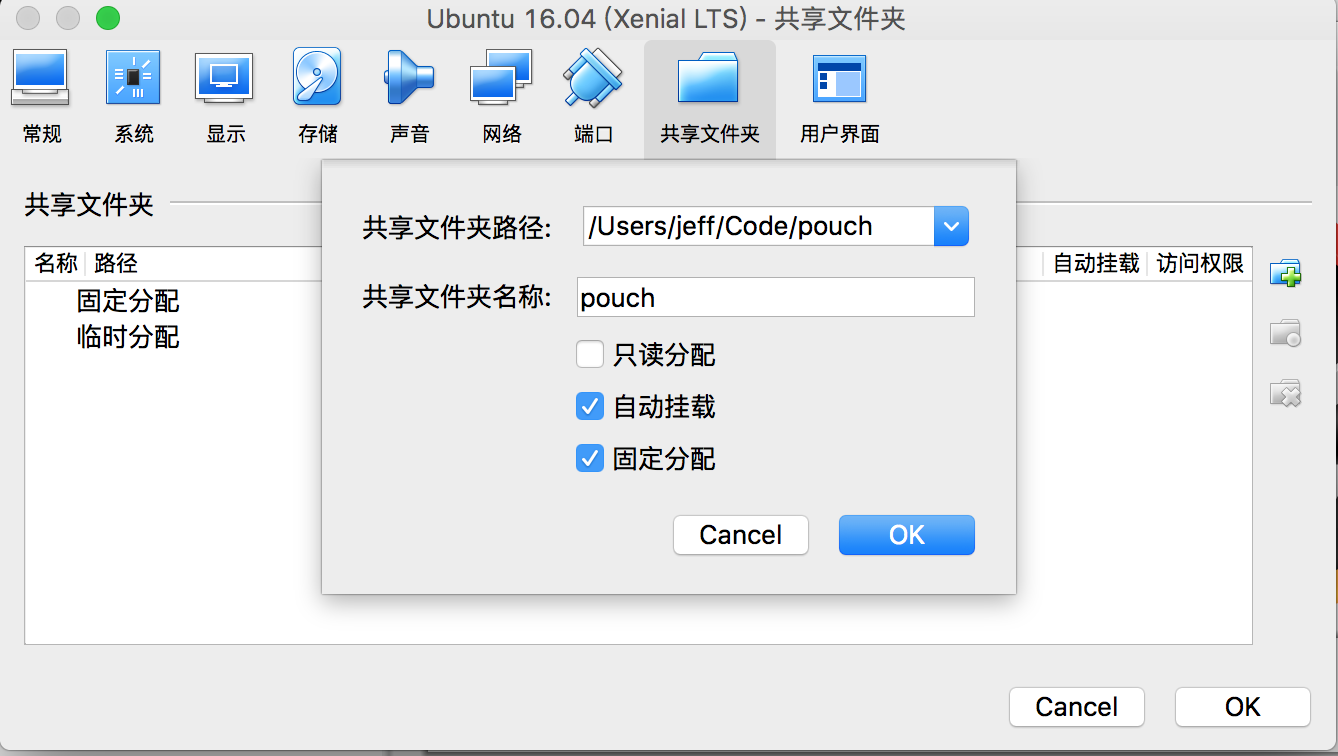 Ubuntu 16.04 (Xenial LTS) - 共享文件夹
常规 系统 显示 存储 声音 网络 端口 共享文件夹 用户界面
共享文件夹
共享文件夹路径: /Users/jeff/Code/pouch
名称 路径 自动挂载 访问权限
共享文件夹名称: pouch
固定分配
临时分配
只读分配
自动挂载
固定分配
Cancel OK
Cancel OK